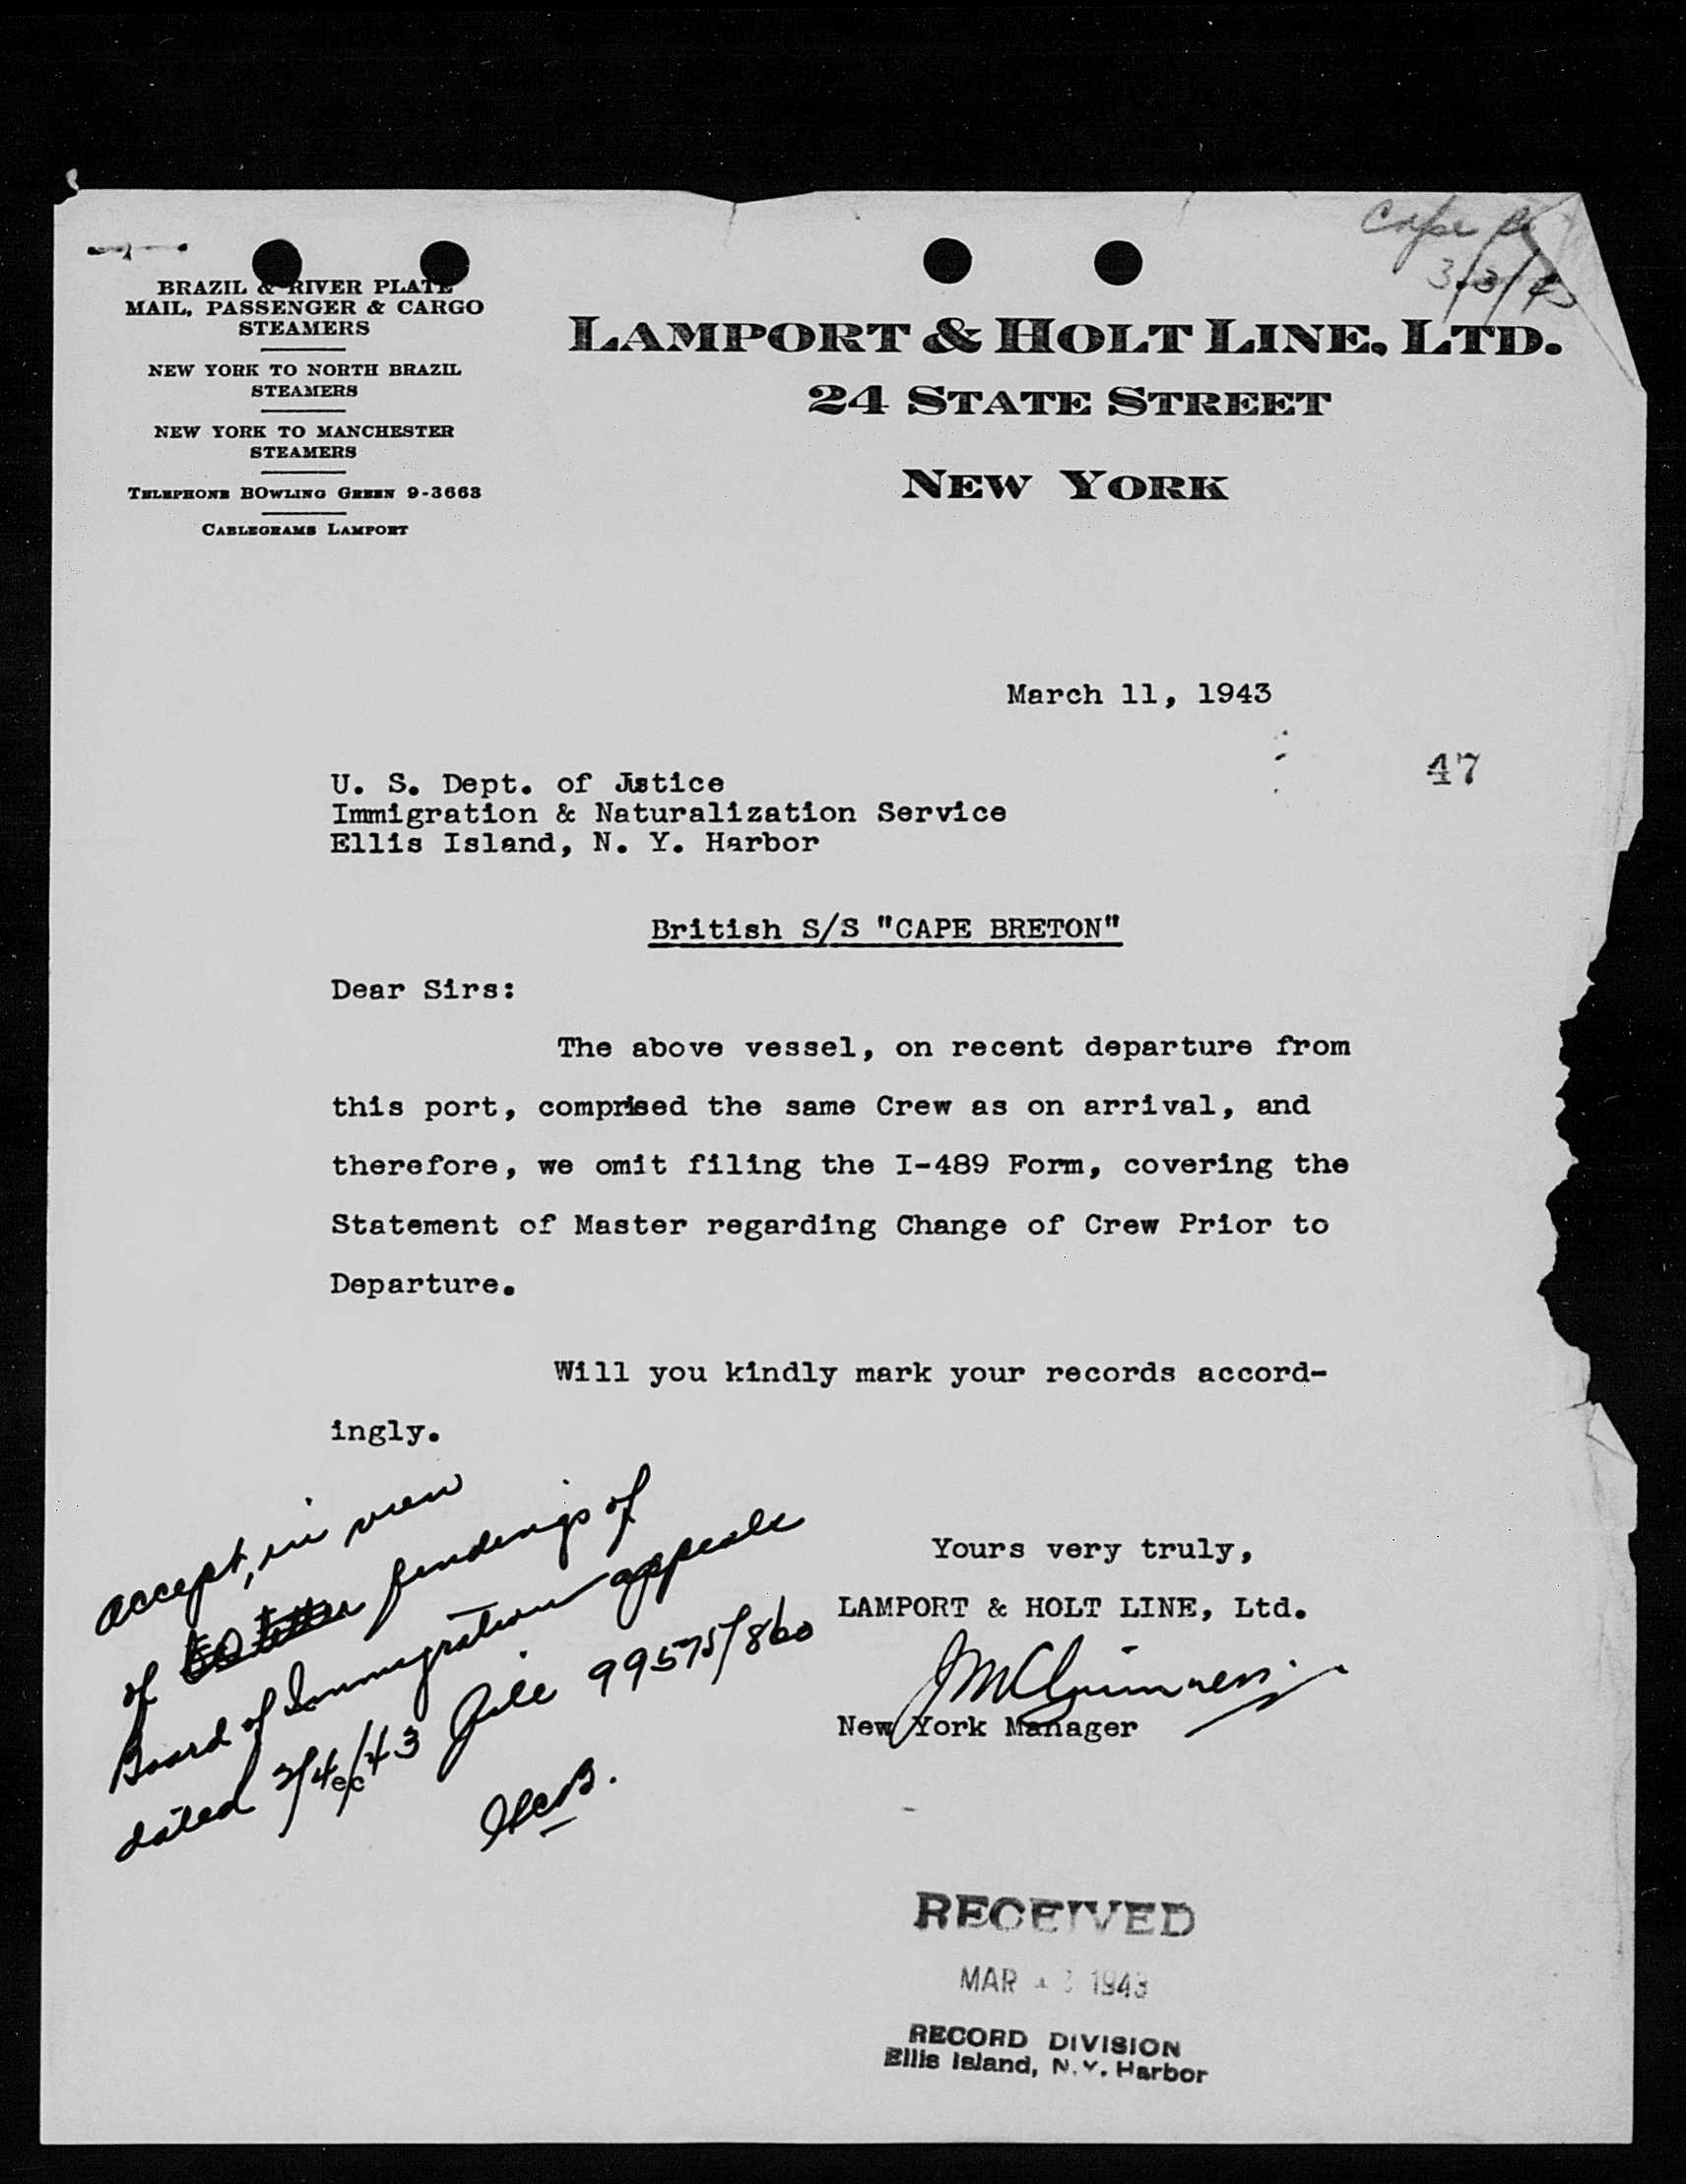 BRAZIL & RIVER PLATE
MAIL, PASSENGER & CARGO
STEAMERS
NEW YORK TO NORTH BRAZIL
STEAMERS
NEW YORK TO MANCHESTER
STEAMERS
TELEPHONE BOWLING GREEN 9-3663
CABLEGRAMS LAMPORT
3/3/43
LAMPORT & HOLT LINE, LTD.
24 STATE STREET
NEW YORK
March 11, 1943
47
U. S. Dept. of Justice
Immigration & Naturalization Service
Ellis Island, N. Y. Harbor
British S/S "CAPE BRETON"
Dear Sirs:
The above vessel, on recent departure from
this port, comprised the same Crew as on arrival, and
therefore, we omit filing the I-489 Form, covering the
Statement of Master regarding Change of Crew Prior to
Departure.
Will you kindly mark your records accord-
ingly.
accept, in view
of findings of
Board of Immigration appeals
dated 2/4/43 File 99575/860
Yours very truly,
LAMPORT & HOLT LINE, Ltd.
New York Manager
RECEIVED
MAR 1943
RECORD DIVISION
Ellis Island, N.Y. Harbor